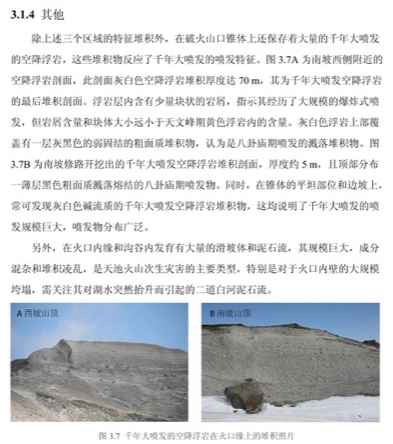 3.1.4 其他
除上述三个区域的特征堆积外，在破火山口锥体上还保存着大量的千年大喷发
的空降浮岩，这些堆积物反应了千年大喷发的喷发特征。图 3.7A 为南坡西侧附近的
空降浮岩剖面，此剖面灰白色空降浮岩堆积厚度达 70 m，其为千年大喷发空降浮岩
的最后堆积剖面。浮岩层内含有少量块状的岩屑，指示其经历了大规模的爆炸式喷
发，但岩屑含量和块体大小远小于天文峰期黄色浮岩内的含量。灰白色浮岩上部覆
盖有一层灰黑色的弱固结的粗面质堆积物，认为是八卦庙期喷发的溅落堆积物。图
3.7B 为南坡修路开挖出的千年大喷发空降浮岩堆积剖面，厚度约 5 m，且顶部分布
一薄层黑色粗面质溅落熔结的八卦庙期喷发物。同时，在锥体的平坦部位和边坡上，
常可发现灰白色碱流质的千年大喷发空降浮岩堆积物，这均说明了千年大喷发的喷
发规模巨大，喷发物分布广泛。
另外，在火口内缘和沟谷内发育有大量的滑坡体和泥石流，其规模巨大，成分
混杂和堆积凌乱，是天池火山次生灾害的主要类型，特别是对于火口内壁的大规模
垮塌，需关注其对湖水突然抬升而引起的二道白河泥石流。
A 西坡山顶
B 南坡山顶
图 3.7 千年大喷发的空降浮岩在火口缘上的堆积照片